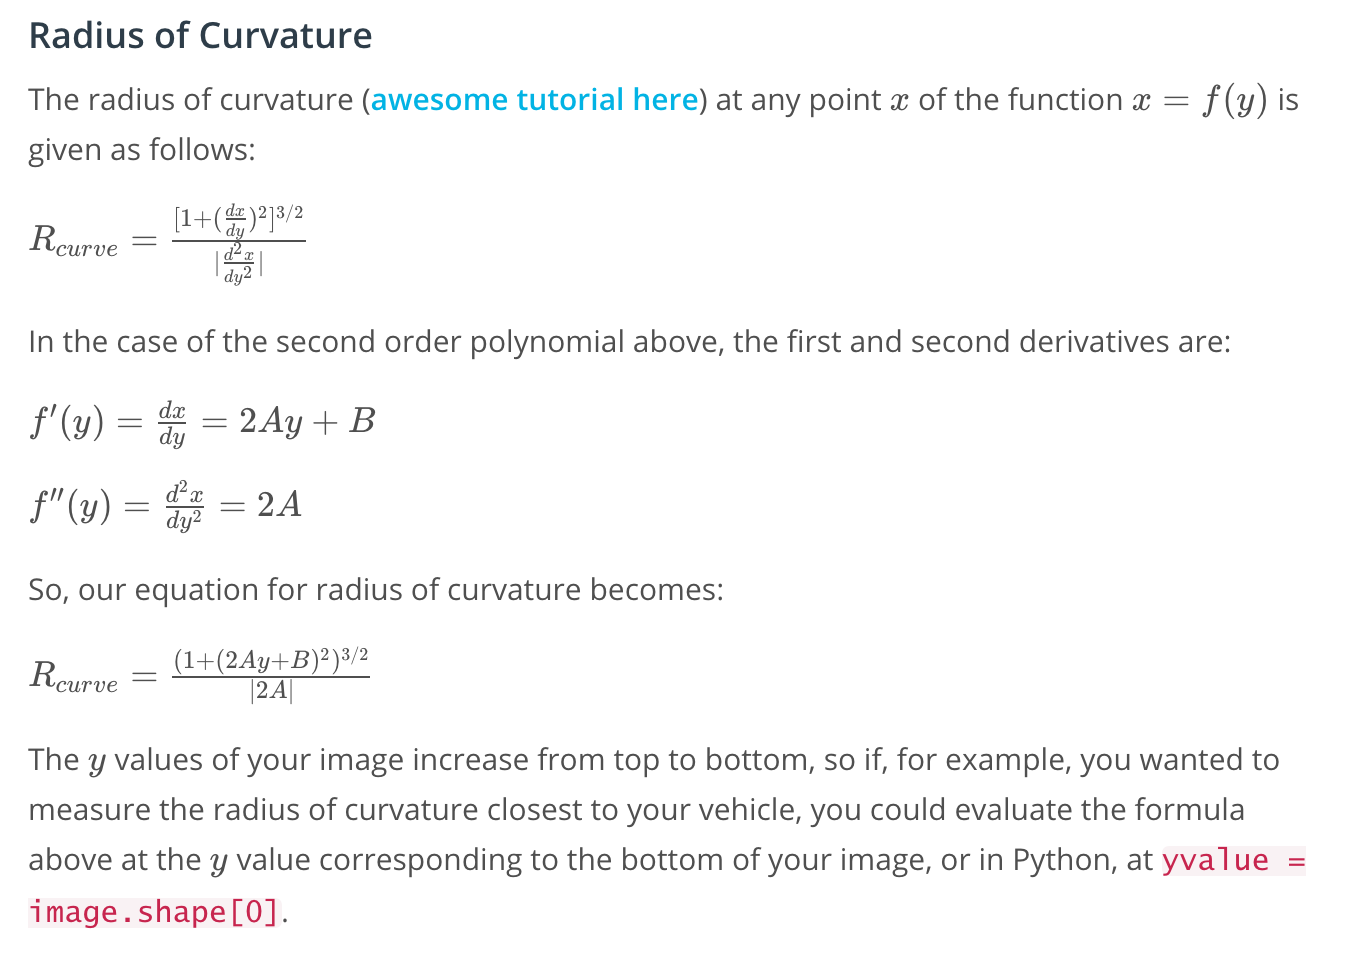 Radius of Curvature
The radius of curvature (awesome tutorial here) at any point x of the function x = f(y) is
given as follows:
R_{curve} = \frac{[1+(\frac{dx}{dy})^2]^{3/2}}{|\frac{d^2x}{dy^2}|}
In the case of the second order polynomial above, the first and second derivatives are:
f'(y) = \frac{dx}{dy} = 2Ay + B
f''(y) = \frac{d^2x}{dy^2} = 2A
So, our equation for radius of curvature becomes:
R_{curve} = \frac{(1+(2Ay+B)^2)^{3/2}}{|2A|}
The y values of your image increase from top to bottom, so if, for example, you wanted to
measure the radius of curvature closest to your vehicle, you could evaluate the formula
above at the y value corresponding to the bottom of your image, or in Python, at yvalue =
image.shape[0].